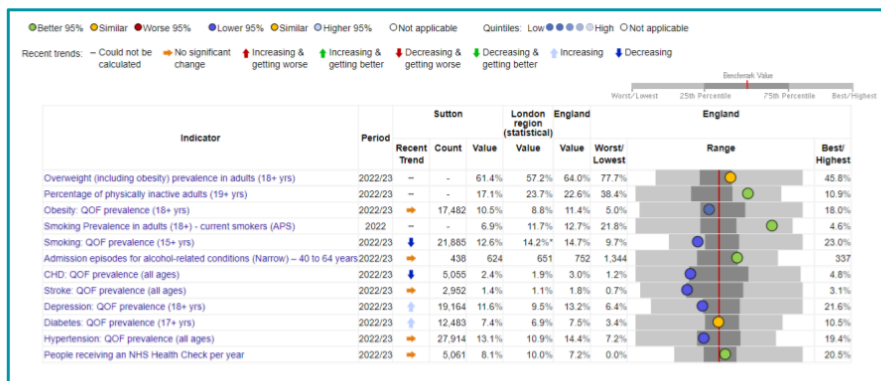 Better 95% Similar Worse 95% Lower 95% Similar Higher 95% Not applicable Quintiles: Low High Not applicable
Recent trends: – Could not be calculated No significant change Increasing & getting worse Increasing & getting better Decreasing & getting worse Decreasing & getting better Increasing Decreasing
Benchmark Value
Worst/Lowest 25th Percentile 75th Percentile Best/Highest
Indicator Period Sutton London region (statistical) England England
Recent Trend Count Value Value Value Worst/ Lowest Range Best/ Highest
Overweight (including obesity) prevalence in adults (18+ yrs) 2022/23 – - 61.4% 57.2% 64.0% 77.7% 45.8%
Percentage of physically inactive adults (19+ yrs) 2022/23 – - 17.1% 23.7% 22.6% 38.4% 10.9%
Obesity: QOF prevalence (18+ yrs) 2022/23 17,482 10.5% 8.8% 11.4% 5.0% 18.0%
Smoking Prevalence in adults (18+) - current smokers (APS) 2022 – - 6.9% 11.7% 12.7% 21.8% 4.6%
Smoking: QOF prevalence (15+ yrs) 2022/23 21,885 12.6% 14.2%* 14.7% 9.7% 23.0%
Admission episodes for alcohol-related conditions (Narrow) – 40 to 64 years 2022/23 438 624 651 752 1,344 337
CHD: QOF prevalence (all ages) 2022/23 5,055 2.4% 1.9% 3.0% 1.2% 4.8%
Stroke: QOF prevalence (all ages) 2022/23 2,952 1.4% 1.1% 1.8% 0.7% 3.1%
Depression: QOF prevalence (18+ yrs) 2022/23 19,164 11.6% 9.5% 13.2% 6.4% 21.6%
Diabetes: QOF prevalence (17+ yrs) 2022/23 12,483 7.4% 6.9% 7.5% 3.4% 10.5%
Hypertension: QOF prevalence (all ages) 2022/23 27,914 13.1% 10.9% 14.4% 7.2% 19.4%
People receiving an NHS Health Check per year 2022/23 5,061 8.1% 10.0% 7.2% 0.0% 20.5%